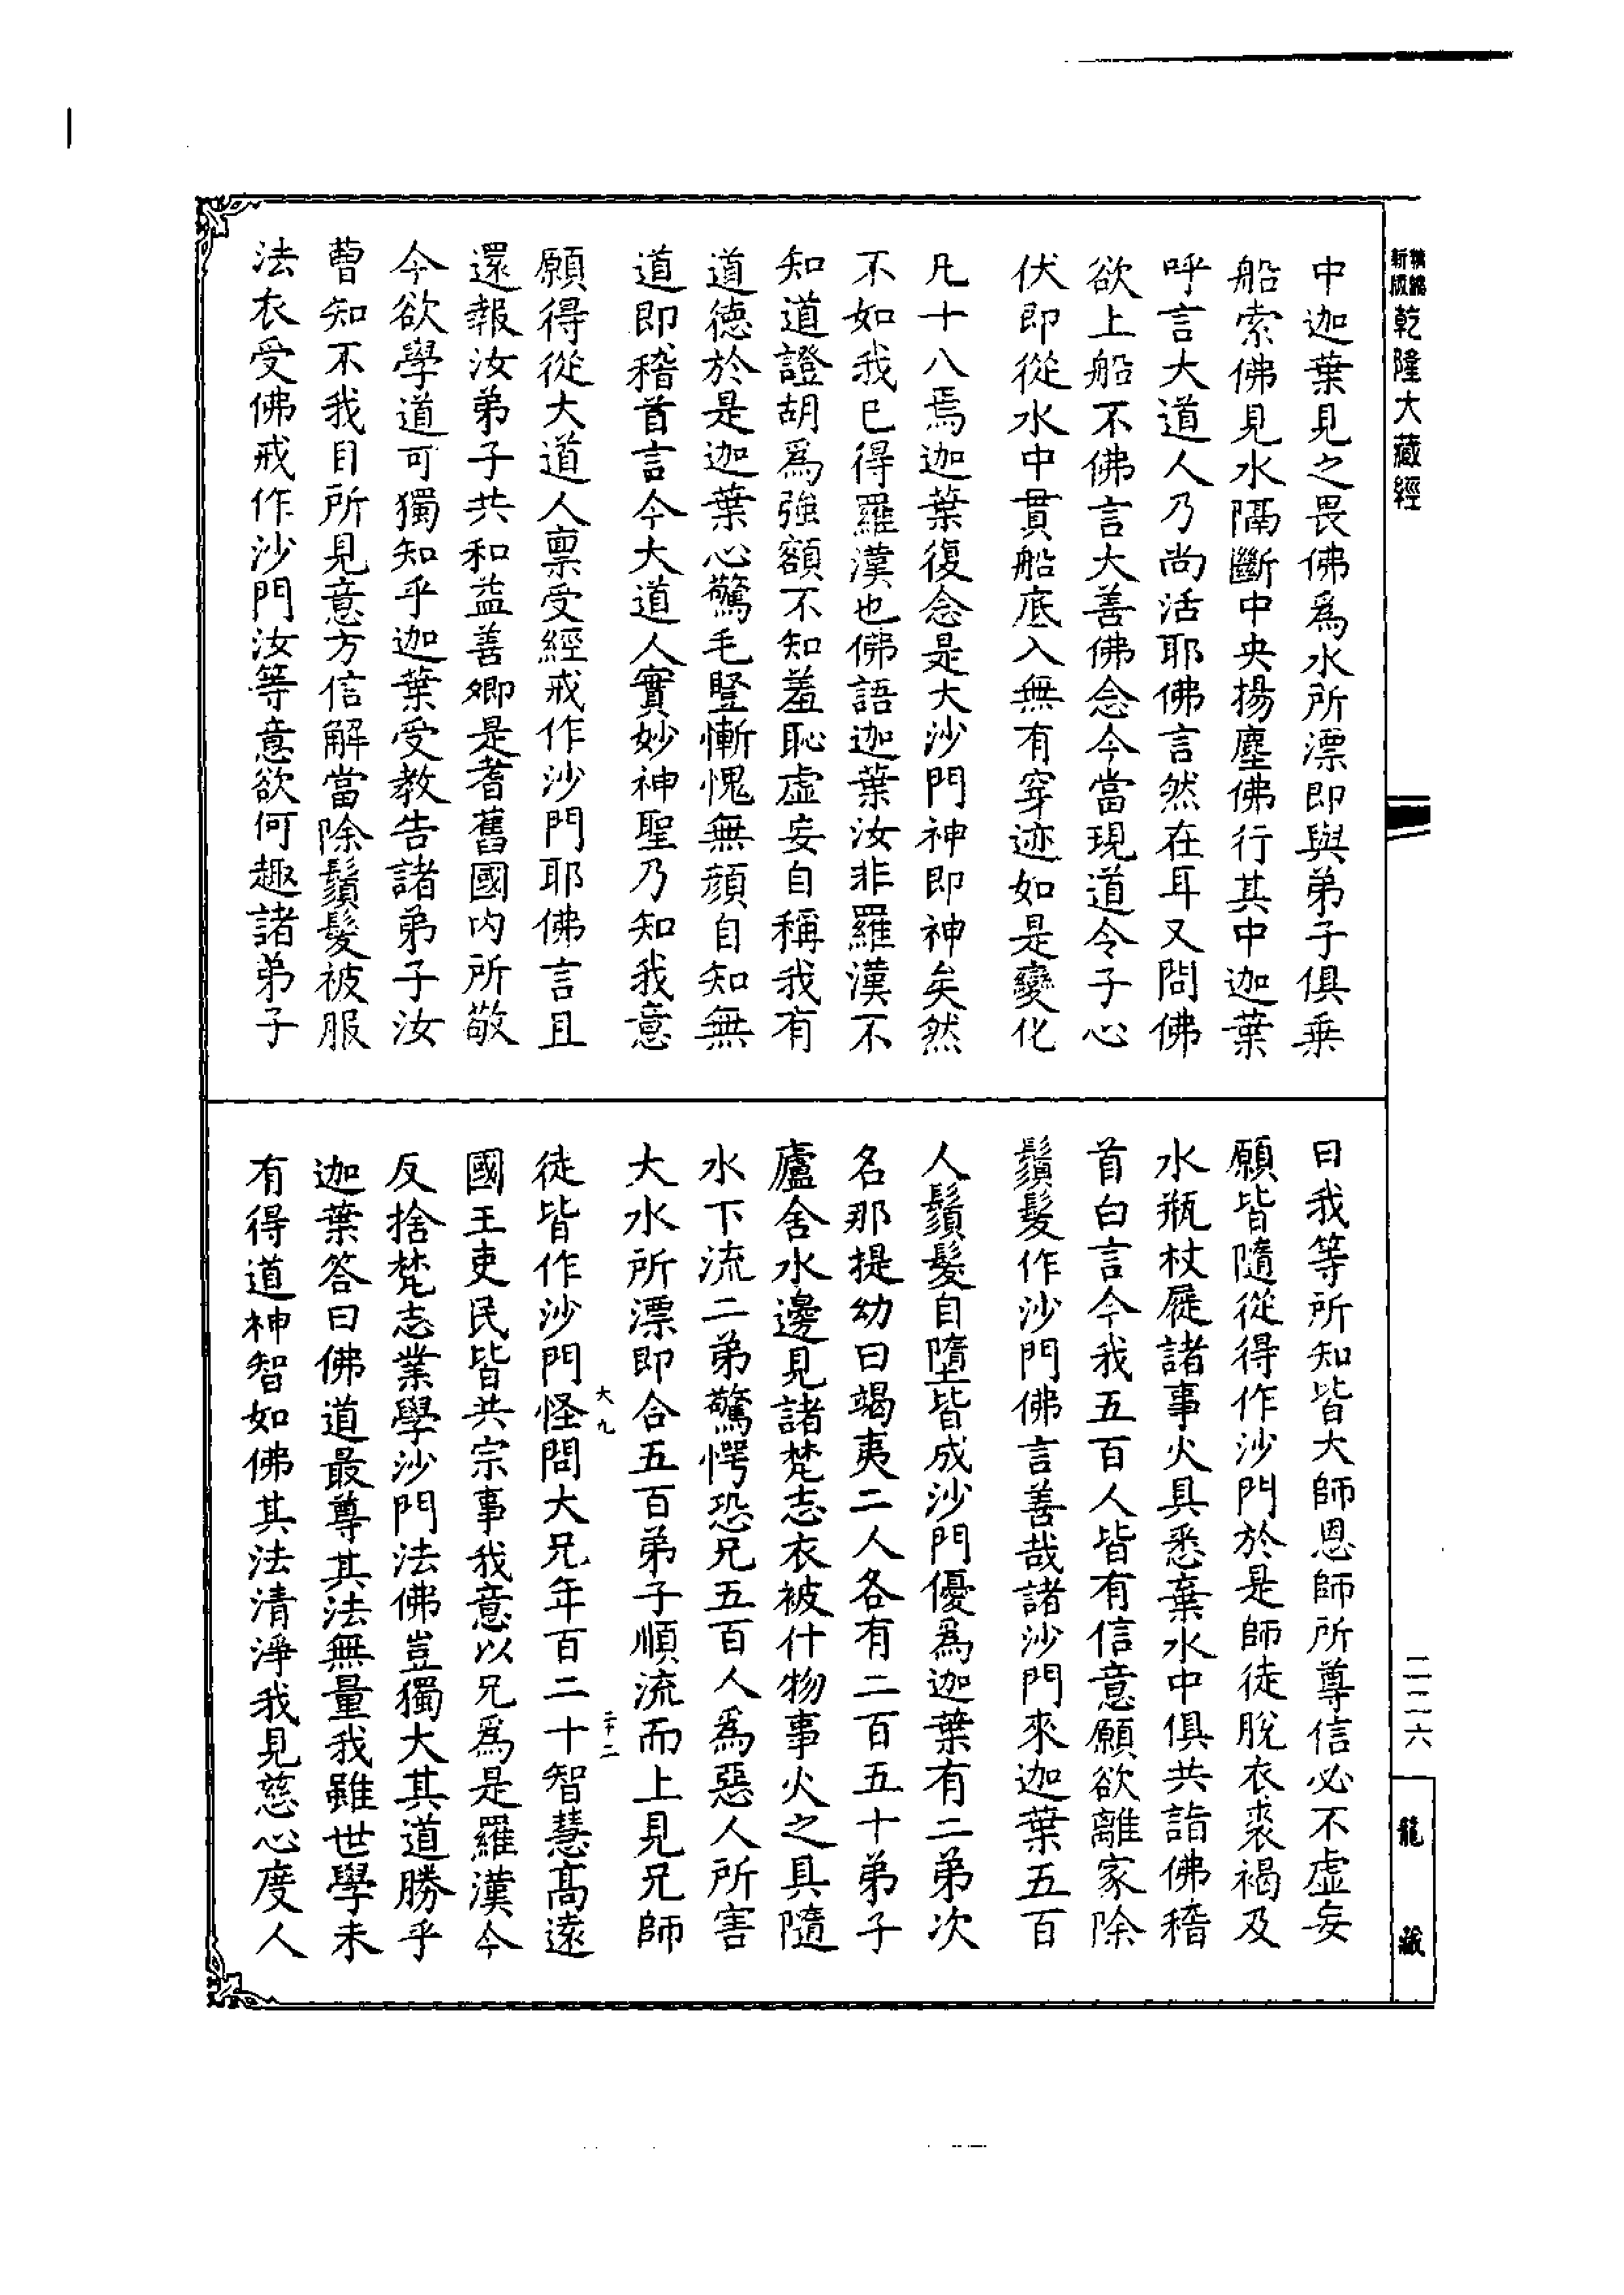 新版
精縮
乾隆大藏經
中迦葉見之畏佛為水所漂即與弟子俱乗
船索佛見水隔斷中央揚塵佛行其中迦葉
呼言大道人乃尚活耶佛言然在耳又問佛
欲上船不佛言大善佛念今當現道令子心
伏即從水中貫船底入無有穿迹如是變化
凡十八焉迦葉復念是大沙門神即神矣然
不如我已得羅漢也佛語迦葉汝非羅漢不
知道證胡為強額不知羞恥虛妄自稱我有
道德於是迦葉心驚毛豎慚愧無顔自知無
道即稽首言今大道人實妙神聖乃知我意
願得從大道人稟受經戒作沙門耶佛言且
還報汝弟子共和益善卿是耆舊國内所敬
今欲學道可獨知乎迦葉受教告諸弟子汝
曹知不我目所見意方信解當除鬚髮被服
法衣受佛戒作沙門汝等意欲何趣諸弟子
曰我等所知皆大師恩師所尊信必不虛妄
願皆隨從得作沙門於是師徒脫衣裘褐及
水瓶杖屣諸事火具悉棄水中俱共詣佛稽
首白言今我五百人皆有信意願欲離家除
鬚髮作沙門佛言善哉諸沙門來迦葉五百
人鬚髮自墮皆成沙門優為迦葉有二弟次
名那提幼曰竭夷二人各有二百五十弟子
廬舍水邊見諸梵志衣被什物事火之具隨
水下流二弟驚愕恐兄五百人為惡人所害
大水所漂即合五百弟子順流而上見兄師
大九
二十二
徒皆作沙門怪問大兄年百二十智慧高遠
國王吏民皆共宗事我意以兄為是羅漢今
反捨梵志業學沙門法佛豈獨大其道勝乎
迦葉答曰佛道最尊其法無量我雖世學未
有得道神智如佛其法清淨我見慈心度人
二二六
龍藏